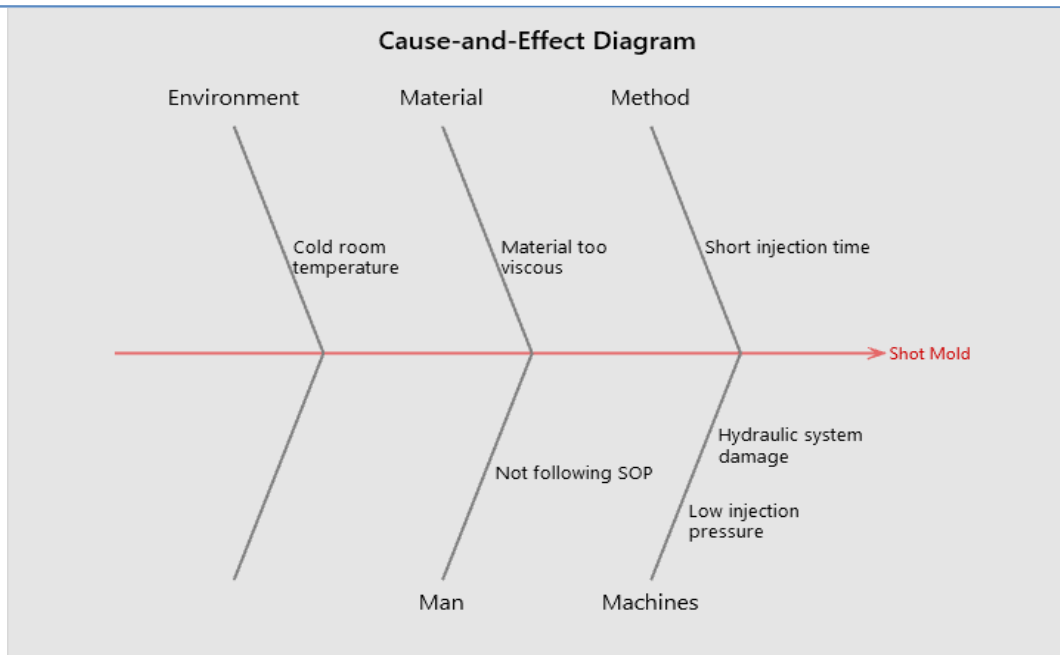 Cause-and-Effect Diagram
Environment
Material
Method
Cold room
temperature
Material too
viscous
Short injection time
Shot Mold
Hydraulic system
damage
Not following SOP
Low injection
pressure
Man
Machines